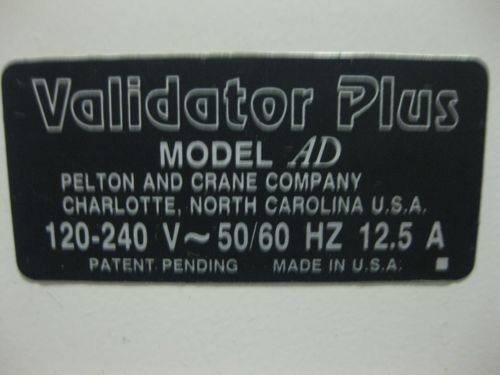 Validator Plus
MODEL AD
PELTON AND CRANE COMPANY
CHARLOTTE, NORTH CAROLINA U.S.A.
120-240 V~ 50/60 HZ 12.5 A
PATENT PENDING MADE IN U.S.A.